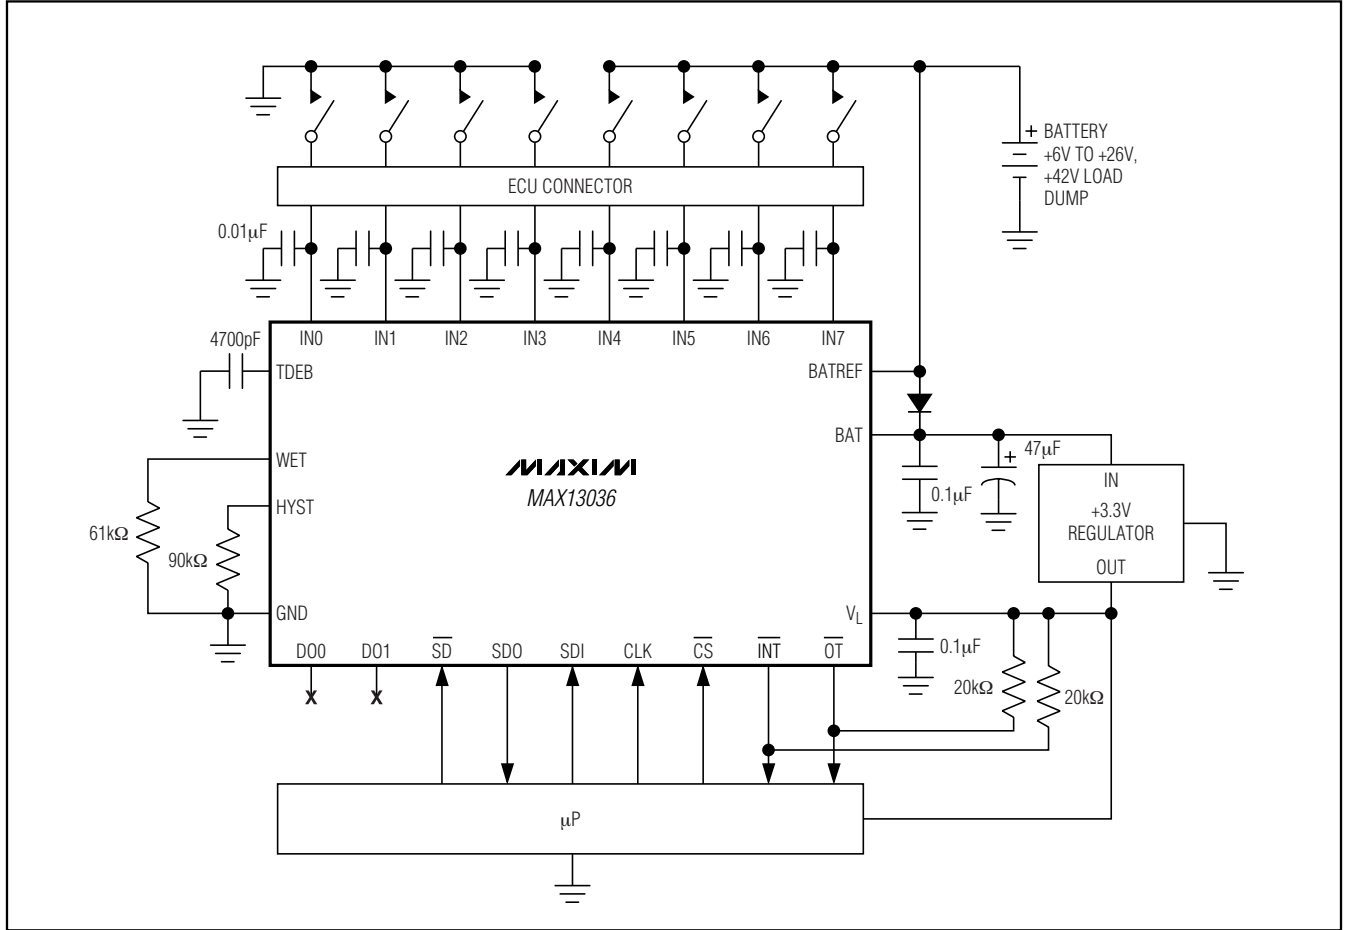 + BATTERY
+6V TO +26V,
+42V LOAD
DUMP
ECU CONNECTOR
0.01µF
IN0 IN1 IN2 IN3 IN4 IN5 IN6 IN7
4700pF
TDEB
BATREF
BAT
WET
MAXIM
MAX13036
HYST
+
47µF
0.1µF
IN
+3.3V
REGULATOR
OUT
61kΩ
90kΩ
GND
VL
DO0 DO1 SD SDO SDI CLK CS INT OT
0.1µF
20kΩ
20kΩ
X X
µP